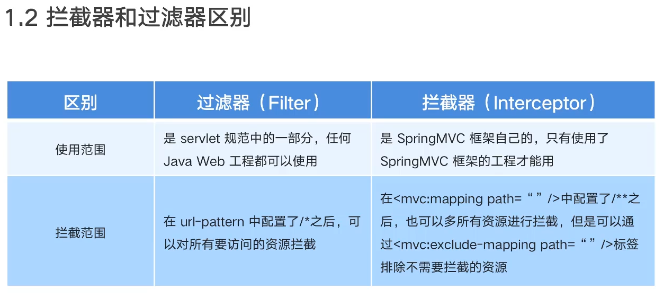 1.2 拦截器和过滤器区别
区别
过滤器（Filter）
拦截器（Interceptor）
使用范围
是 servlet 规范中的一部分，任何
Java Web 工程都可以使用
是 SpringMVC 框架自己的，只有使用了
SpringMVC 框架的工程才能用
拦截范围
在 url-pattern 中配置了/*之后，可
以对所有要访问的资源拦截
在<mvc:mapping path=“ ”/>中配置了/**之
后，也可以多所有资源进行拦截，但是可以通
过<mvc:exclude-mapping path=“ ”/>标签
排除不需要拦截的资源